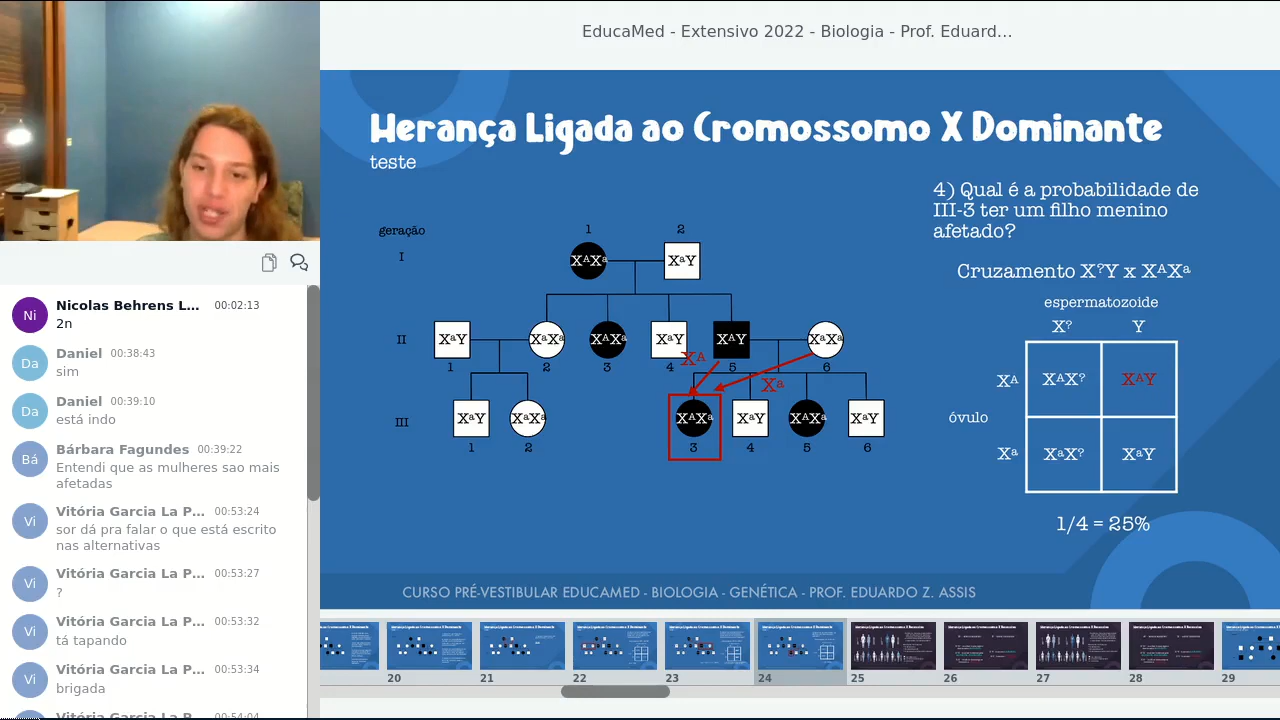 EducaMed - Extensivo 2022 - Biologia - Prof. Eduard...
Herança Ligada ao Cromossomo X Dominante
teste
4) Qual é a probabilidade de
III-3 ter um filho menino
afetado?
Cruzamento X?Y x XAXa
espermatozoide
X? Y
XA XAX? XAY
óvulo
Xa XaX? XaY
1/4 = 25%
geração
1 2
I XAXa XaY
II XaY XaXa XAXa XaY XAY XaXa
1 2 3 4 5 6
XA Xa
III XaY XaXa XAXa XaY XAXa XaY
1 2 3 4 5 6
CURSO PRÉ-VESTIBULAR EDUCAMED - BIOLOGIA - GENÉTICA - PROF. EDUARDO Z. ASSIS
Ni Nicolas Behrens L... 00:02:13
2n
Da Daniel 00:38:43
sim
Da Daniel 00:39:10
está indo
Bá Bárbara Fagundes 00:39:22
Entendi que as mulheres sao mais
afetadas
Vi Vitória Garcia La P... 00:53:24
sor dá pra falar o que está escrito
nas alternativas
Vi Vitória Garcia La P... 00:53:27
?
Vi Vitória Garcia La P... 00:53:32
tá tapando
Vi Vitória Garcia La P... 00:53:34
brigada
Vitória Garcia La P... 00:54:04
20 21 22 23 24 25 26 27 28 29